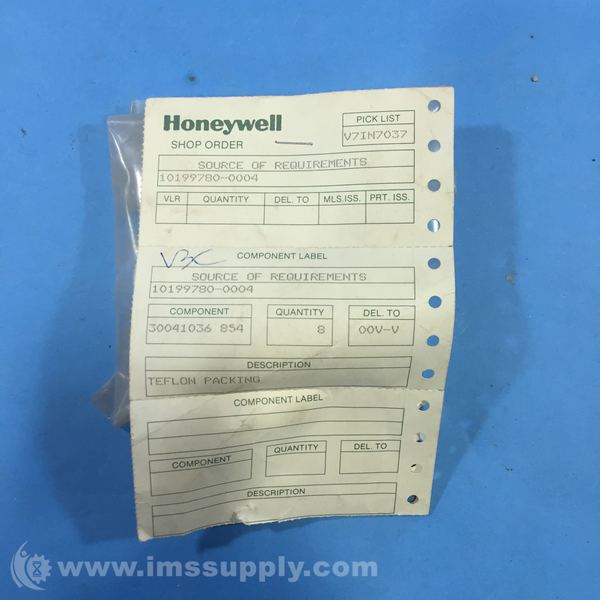 Honeywell
SHOP ORDER
PICK LIST
V7IN7037
SOURCE OF REQUIREMENTS
10199780-0004
VLR QUANTITY DEL. TO MLS.ISS. PRT. ISS.
COMPONENT LABEL
SOURCE OF REQUIREMENTS
10199780-0004
COMPONENT QUANTITY DEL. TO
30041036 854 8 00V-V
DESCRIPTION
TEFLON PACKING
COMPONENT LABEL
COMPONENT QUANTITY DEL. TO
DESCRIPTION
www.imssupply.com